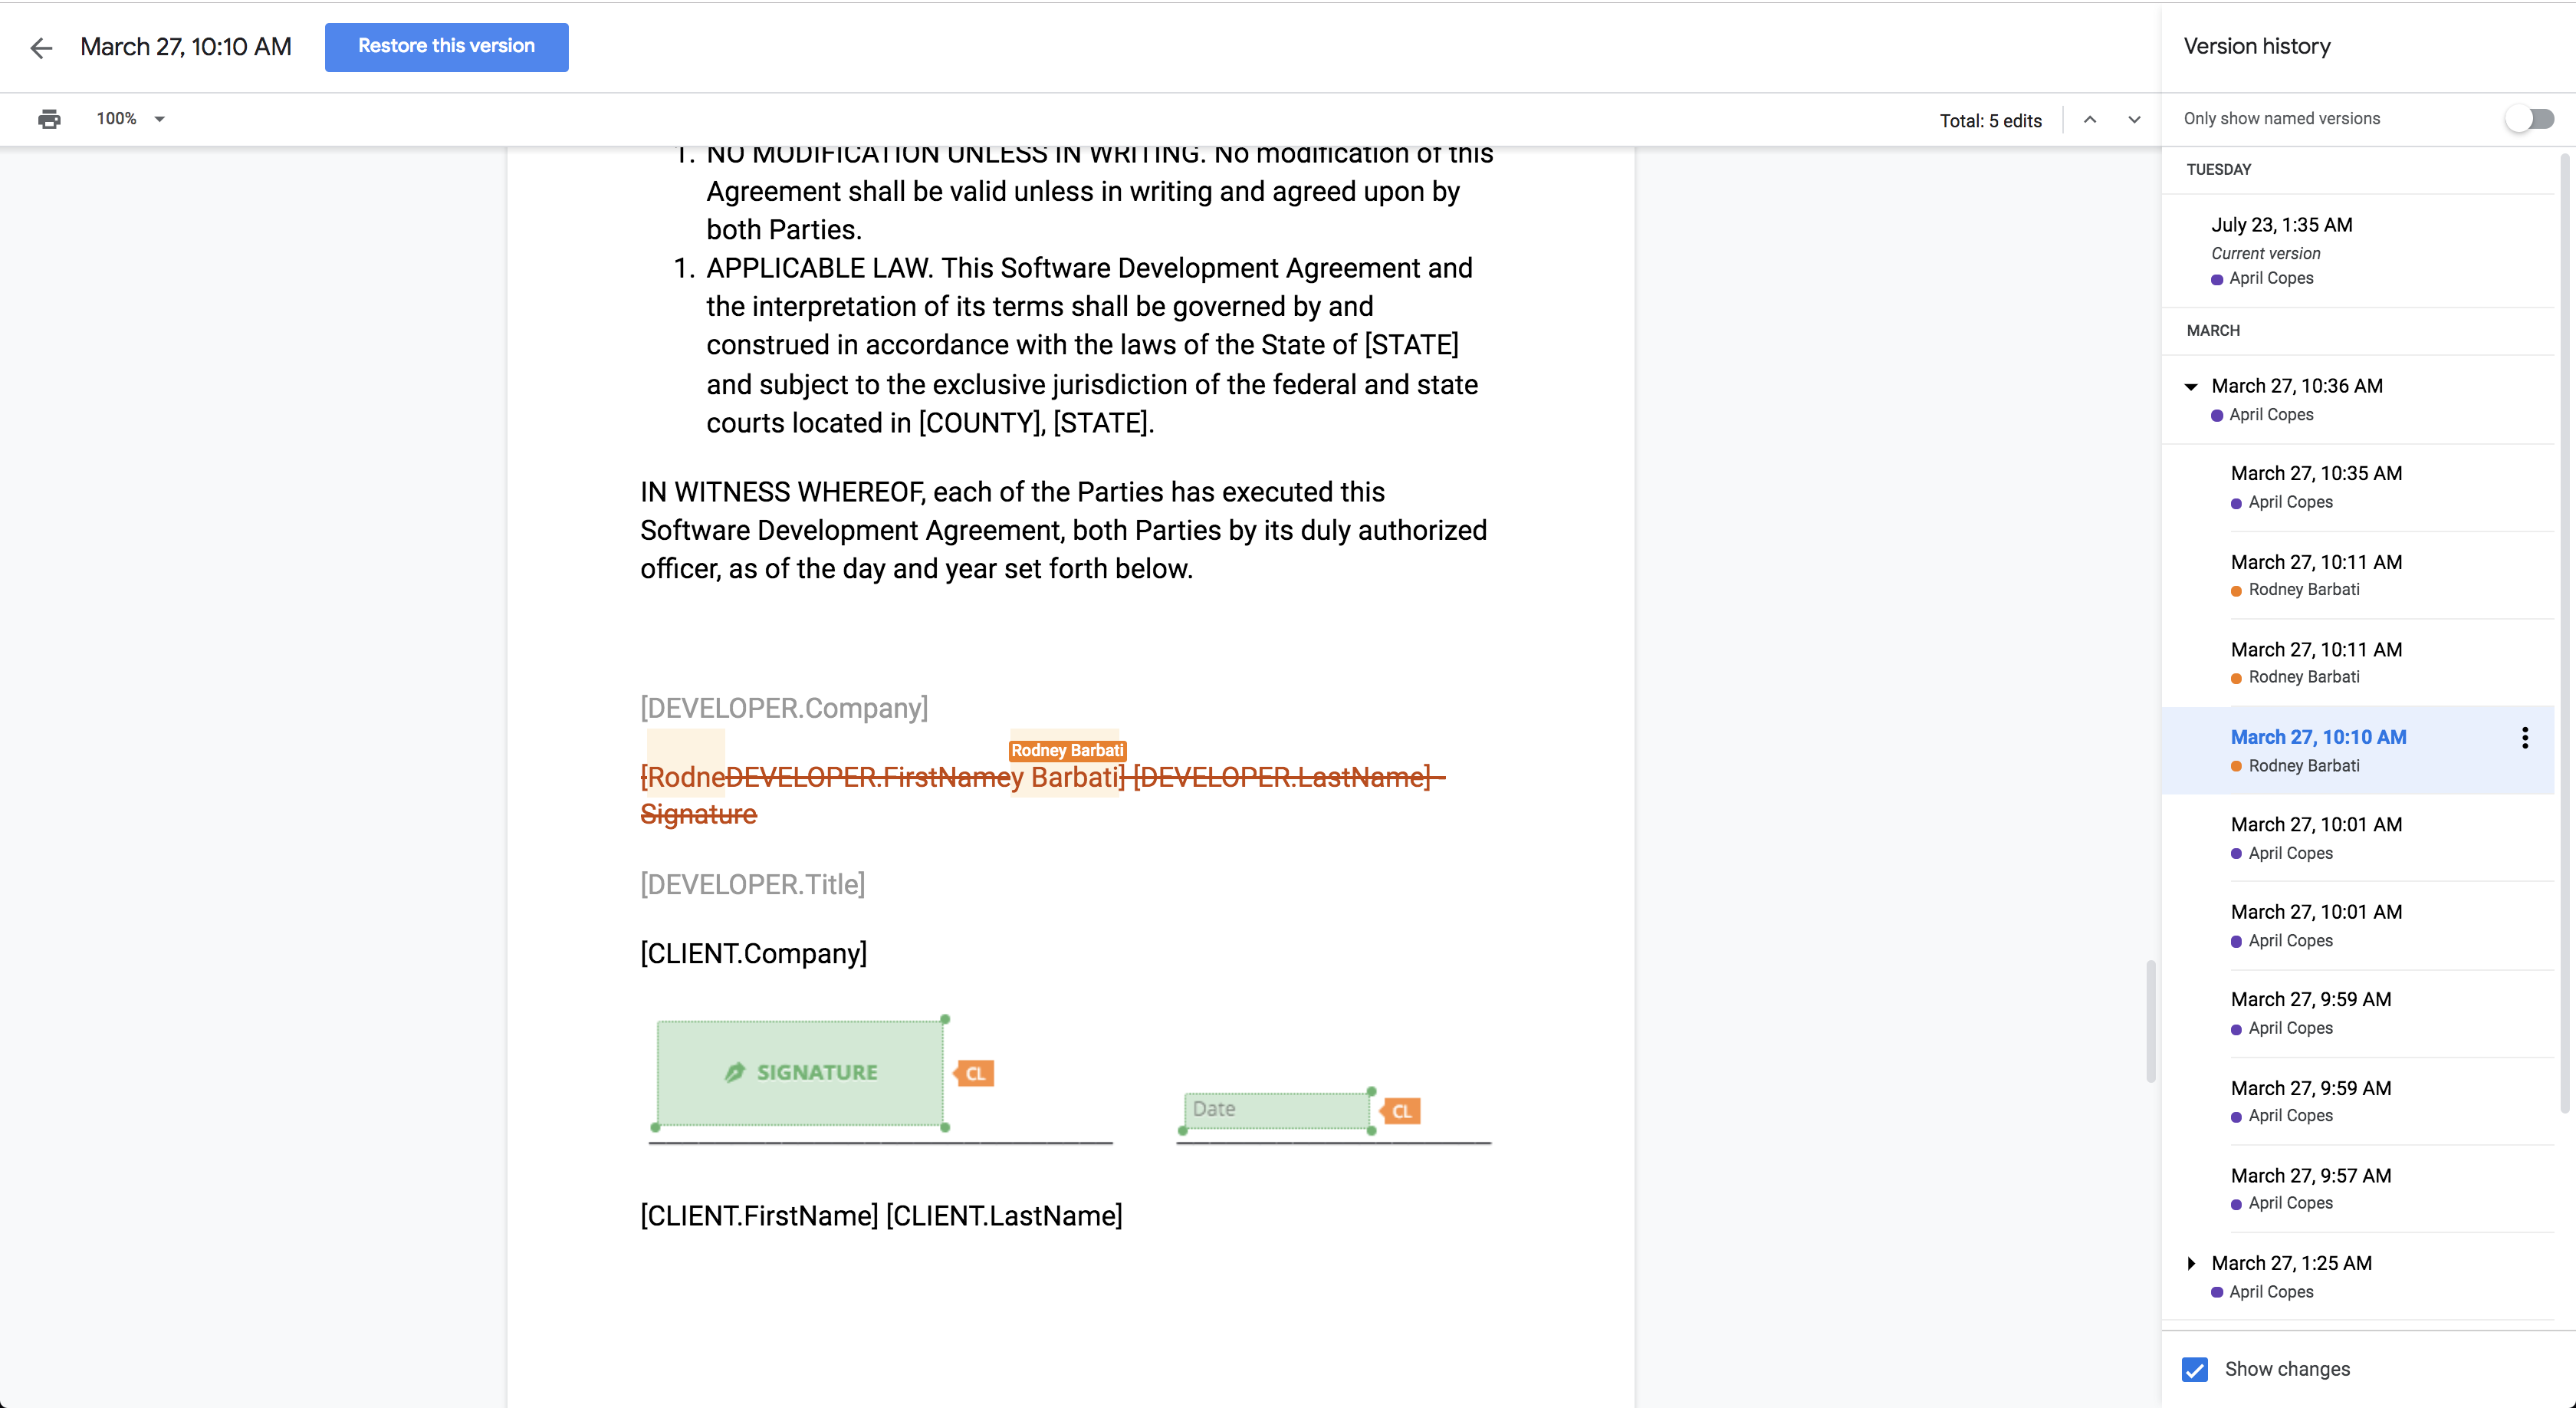 March 27, 10:10 AM
Restore this version
100%
Total: 5 edits
1. NO MODIFICATION UNLESS IN WRITING. No modification of this
Agreement shall be valid unless in writing and agreed upon by
both Parties.
1. APPLICABLE LAW. This Software Development Agreement and
the interpretation of its terms shall be governed by and
construed in accordance with the laws of the State of [STATE]
and subject to the exclusive jurisdiction of the federal and state
courts located in [COUNTY], [STATE].
IN WITNESS WHEREOF, each of the Parties has executed this
Software Development Agreement, both Parties by its duly authorized
officer, as of the day and year set forth below.
[DEVELOPER.Company]
Rodney Barbati
[RodneDEVELOPER.FirstNamey Barbati] [DEVELOPER.LastName]
Signature
[DEVELOPER.Title]
[CLIENT.Company]
SIGNATURE
CL
Date
CL
[CLIENT.FirstName] [CLIENT.LastName]
Version history
Only show named versions
TUESDAY
July 23, 1:35 AM
Current version
April Copes
MARCH
March 27, 10:36 AM
April Copes
March 27, 10:35 AM
April Copes
March 27, 10:11 AM
Rodney Barbati
March 27, 10:11 AM
Rodney Barbati
March 27, 10:10 AM
Rodney Barbati
March 27, 10:01 AM
April Copes
March 27, 10:01 AM
April Copes
March 27, 9:59 AM
April Copes
March 27, 9:59 AM
April Copes
March 27, 9:57 AM
April Copes
March 27, 1:25 AM
April Copes
Show changes